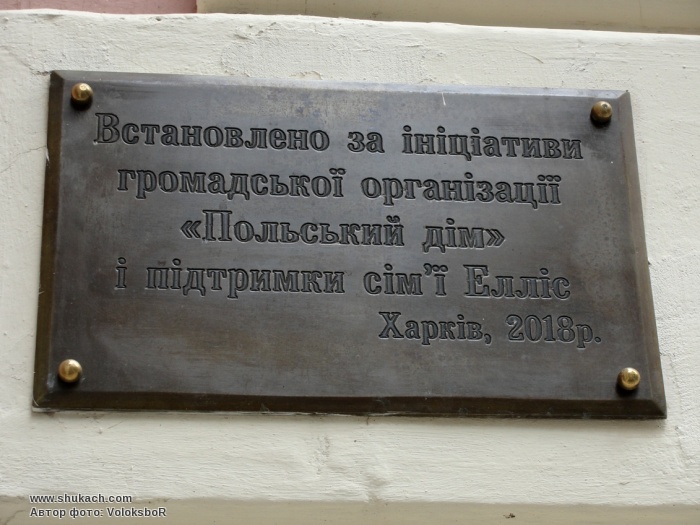 Встановлено за ініціативи
громадської організації
«Польський дім»
і підтримки сім’ї Елліс
Харків, 2018р.
www.shukach.com
Автор фото: VoloksboR